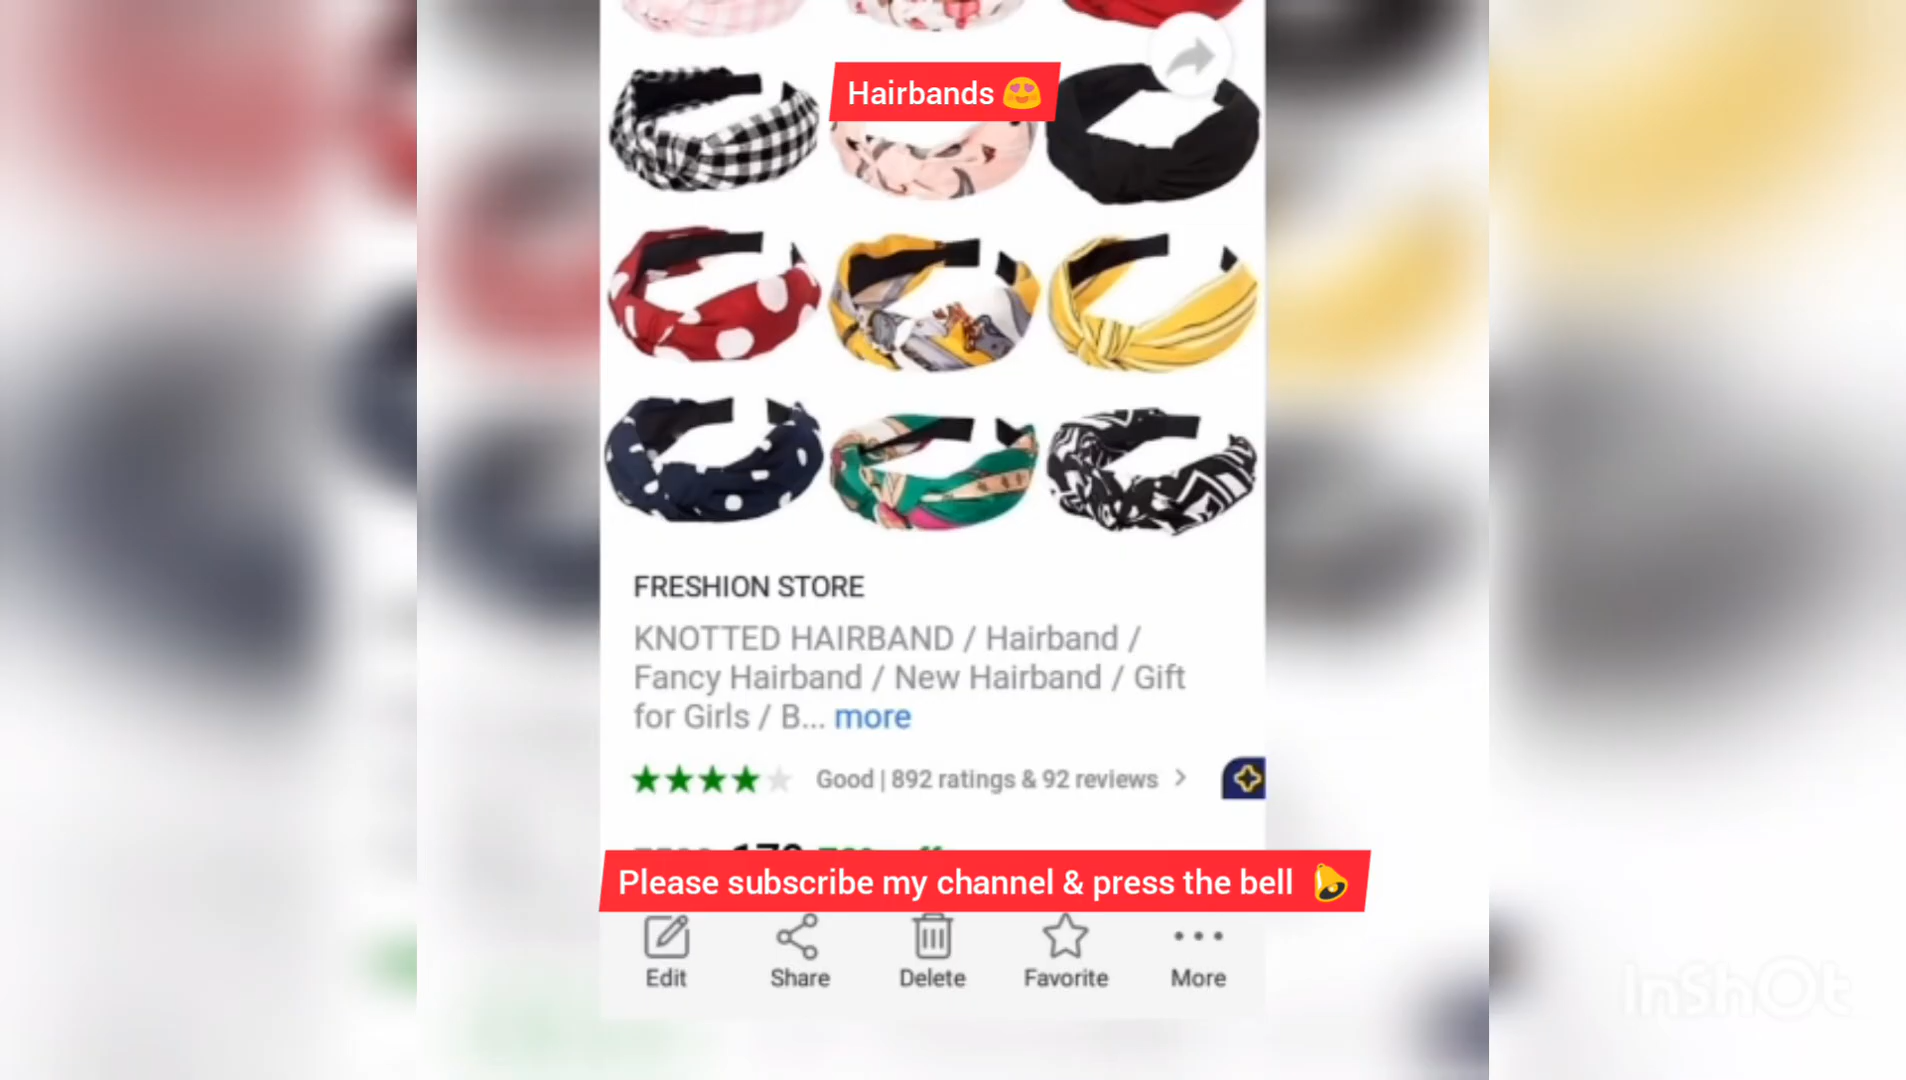 Hairbands 😍
FRESHION STORE
KNOTTED HAIRBAND / Hairband /
Fancy Hairband / New Hairband / Gift
for Girls / B... more
Good | 892 ratings & 92 reviews >
Please subscribe my channel & press the bell 🔔
Edit Share Delete Favorite More
InShOt